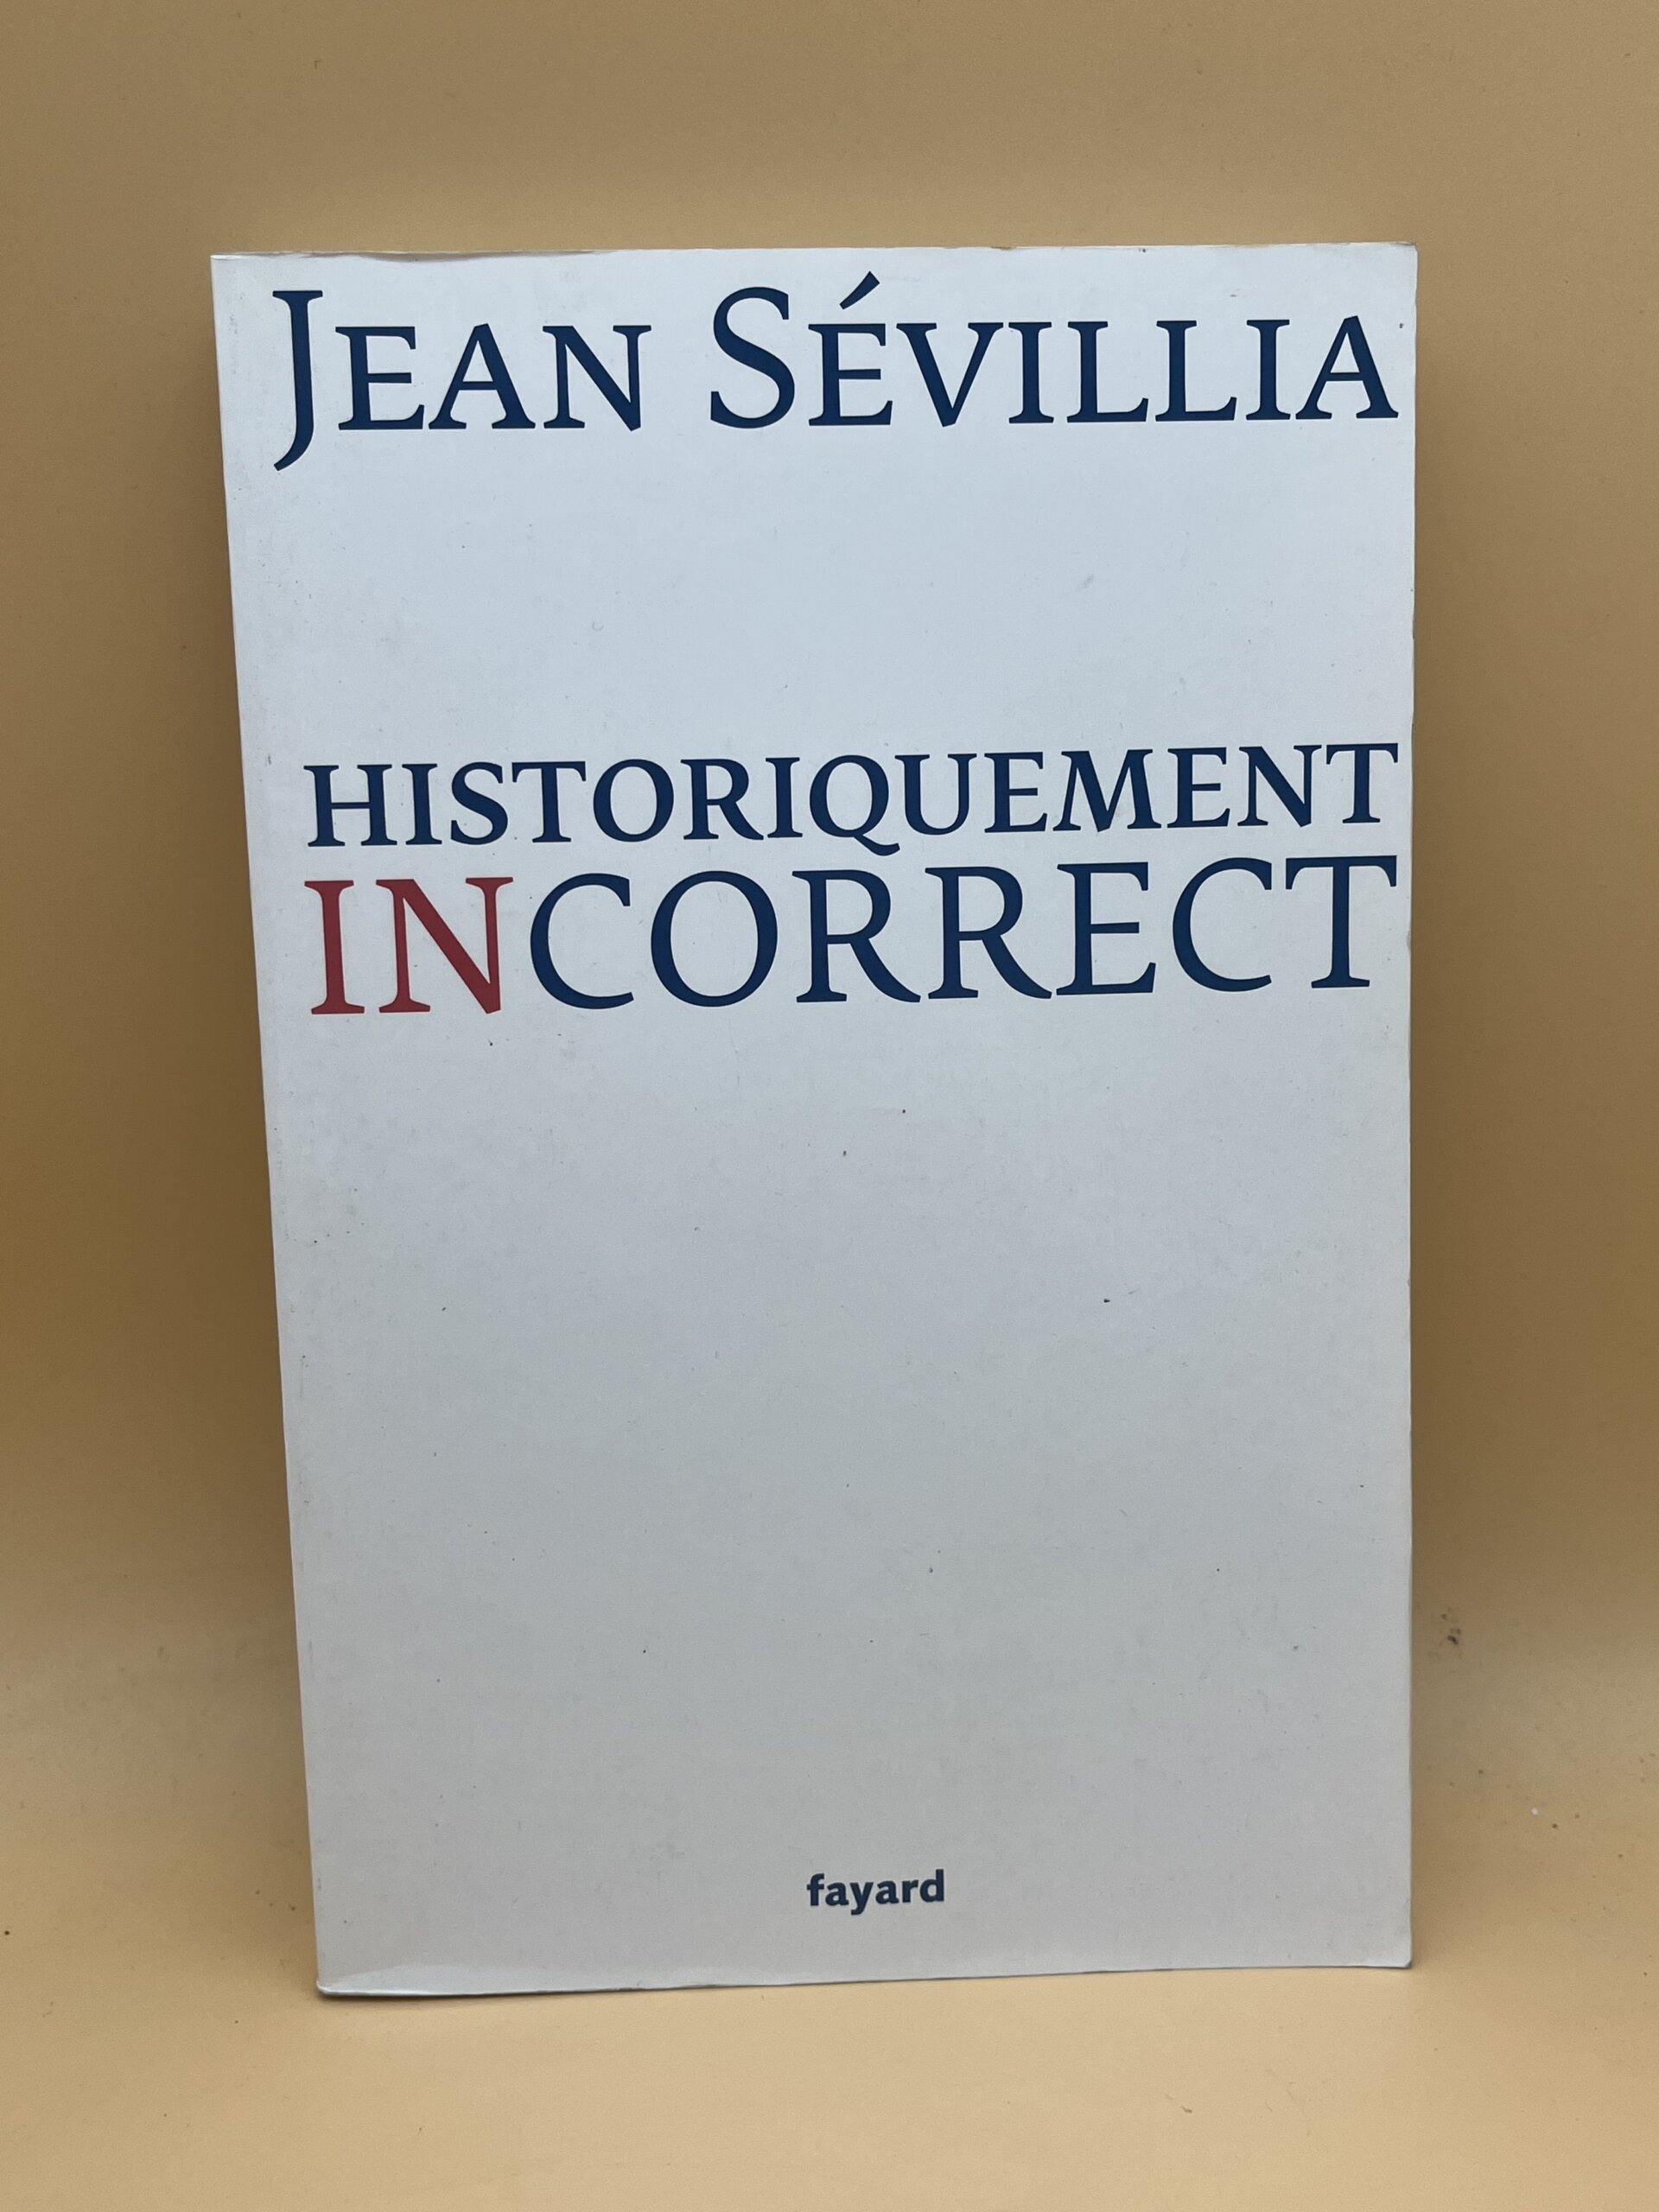 JEAN SÉVILLIA
HISTORIQUEMENT
INCORRECT
fayard